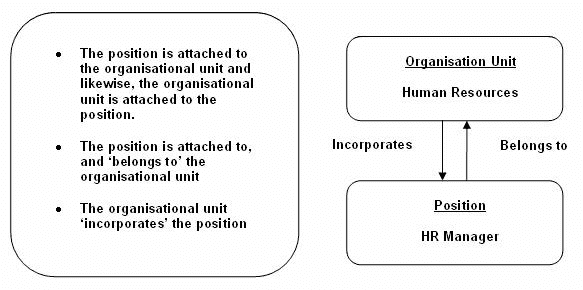 • The position is attached to
the organisational unit and
likewise, the organisational
unit is attached to the
position.
• The position is attached to,
and ‘belongs to’ the
organisational unit
• The organisational unit
‘incorporates’ the position
Organisation Unit
Human Resources
Incorporates
Belongs to
Position
HR Manager